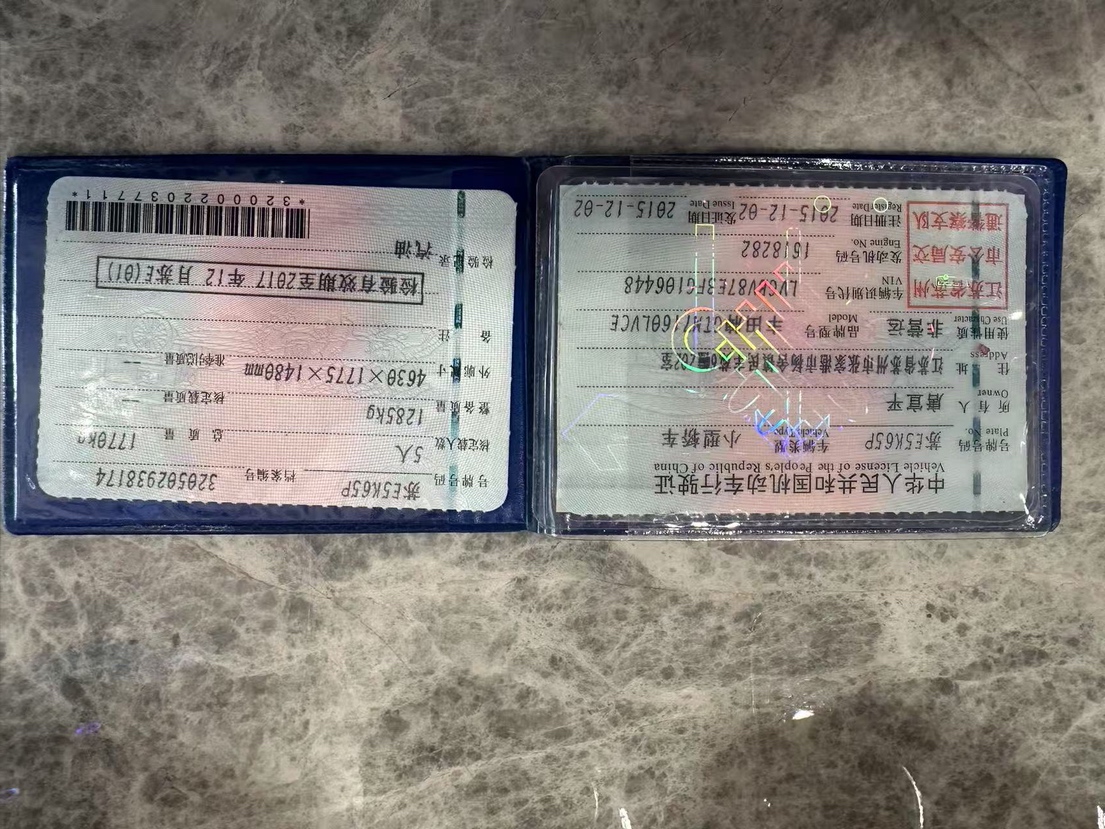 中华人民共和国机动车行驶证
Vehicle License of the People's Republic of China
号牌号码 苏E5K65P 车辆类型 小型轿车
Plate No. Vehicle Type
所有人 唐宜平
Owner
住址 江苏省苏州市张家港市杨舍镇
Address
使用性质 非营运 品牌型号 丰田牌GTM7160LVCE
Use Character Model
江苏省苏州
市公安局交
通警察支队
车辆识别代号 106448
VIN
发动机号码 1618282
Engine No.
注册日期 2015-12-02 发证日期 2015-12-02
Register Date Issue Date
号牌号码 苏E5K65P 档案编号 320502938174
核定载人数 5人 总质量 1770kg
整备质量 1285kg 核定载质量 —
外廓尺寸 4630×1775×1480mm 准牵引总质量 —
备注
检验有效期至2017年12月苏E(01)
检验记录 汽油
*3200022037711*